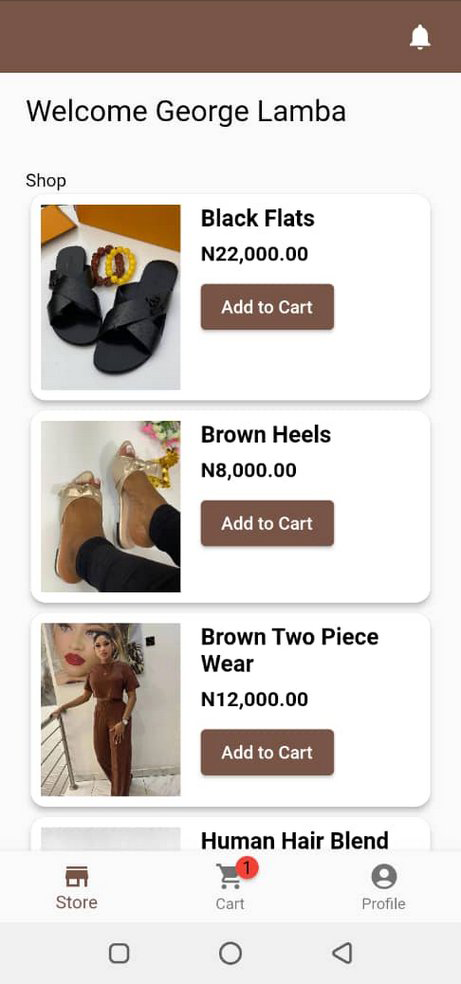 Welcome George Lamba
Shop
Black Flats
N22,000.00
Add to Cart
Brown Heels
N8,000.00
Add to Cart
Brown Two Piece
Wear
N12,000.00
Add to Cart
Human Hair Blend
1
Store
Cart
Profile